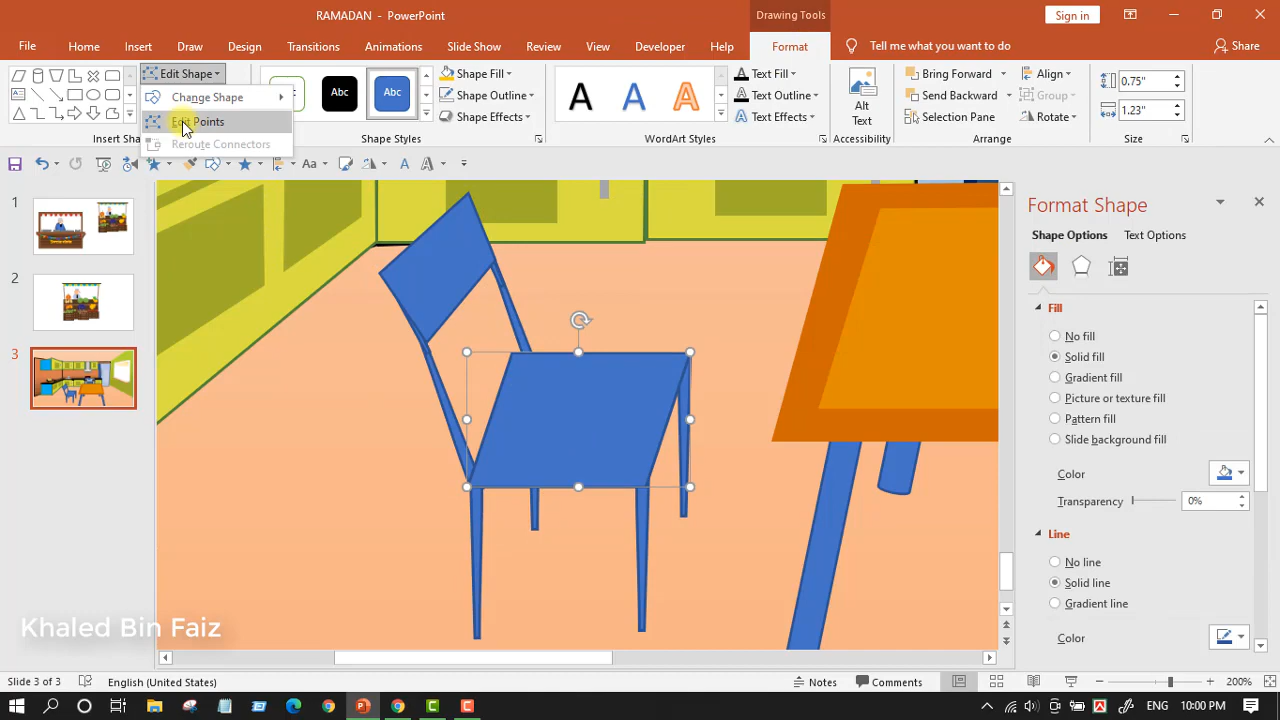 RAMADAN - PowerPoint
Drawing Tools
Sign in
File Home Insert Draw Design Transitions Animations Slide Show Review View Developer Help Format Tell me what you want to do Share
Edit Shape
Change Shape
Edit Points
Reroute Connectors
Abc
Abc
Shape Fill
Shape Outline
Shape Effects
A A A
Text Fill
Text Outline
Text Effects
Alt
Text
Bring Forward
Send Backward
Selection Pane
Align
Group
Rotate
0.75"
1.23"
Insert Sha
Shape Styles
WordArt Styles
Accessibility
Arrange
Size
Aa
A A
1
2
3
Format Shape
Shape Options Text Options
Fill
No fill
Solid fill
Gradient fill
Picture or texture fill
Pattern fill
Slide background fill
Color
Transparency 0%
Line
No line
Solid line
Gradient line
Color
Khaled Bin Faiz
Slide 3 of 3 English (United States) Notes Comments 200%
10:00 PM